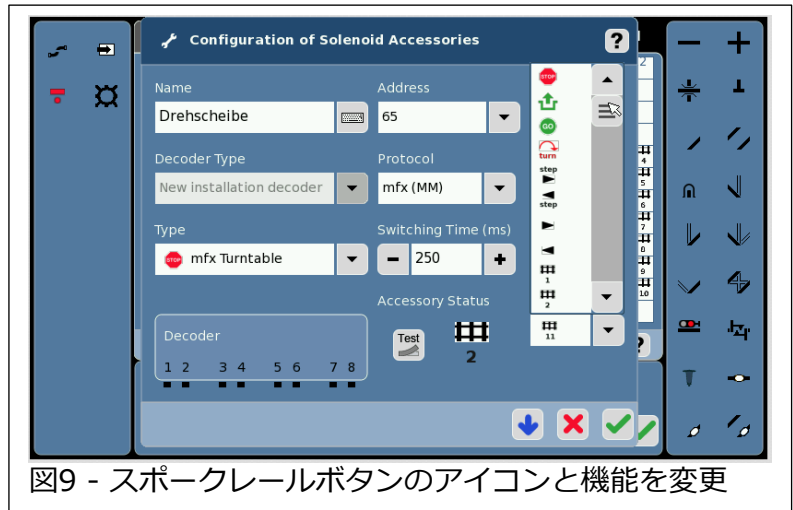 Configuration of Solenoid Accessories
?
Name
Drehscheibe
Address
65
Decoder Type
New installation decoder
Protocol
mfx (MM)
Type
STOP mfx Turntable
Switching Time (ms)
- 250 +
Accessory Status
Test
2
Decoder
1 2 3 4 5 6 7 8
STOP
GO
turn
step
step
1
2
11
2
4
5
6
7
8
9
10
?
図9 - スポークレールボタンのアイコンと機能を変更